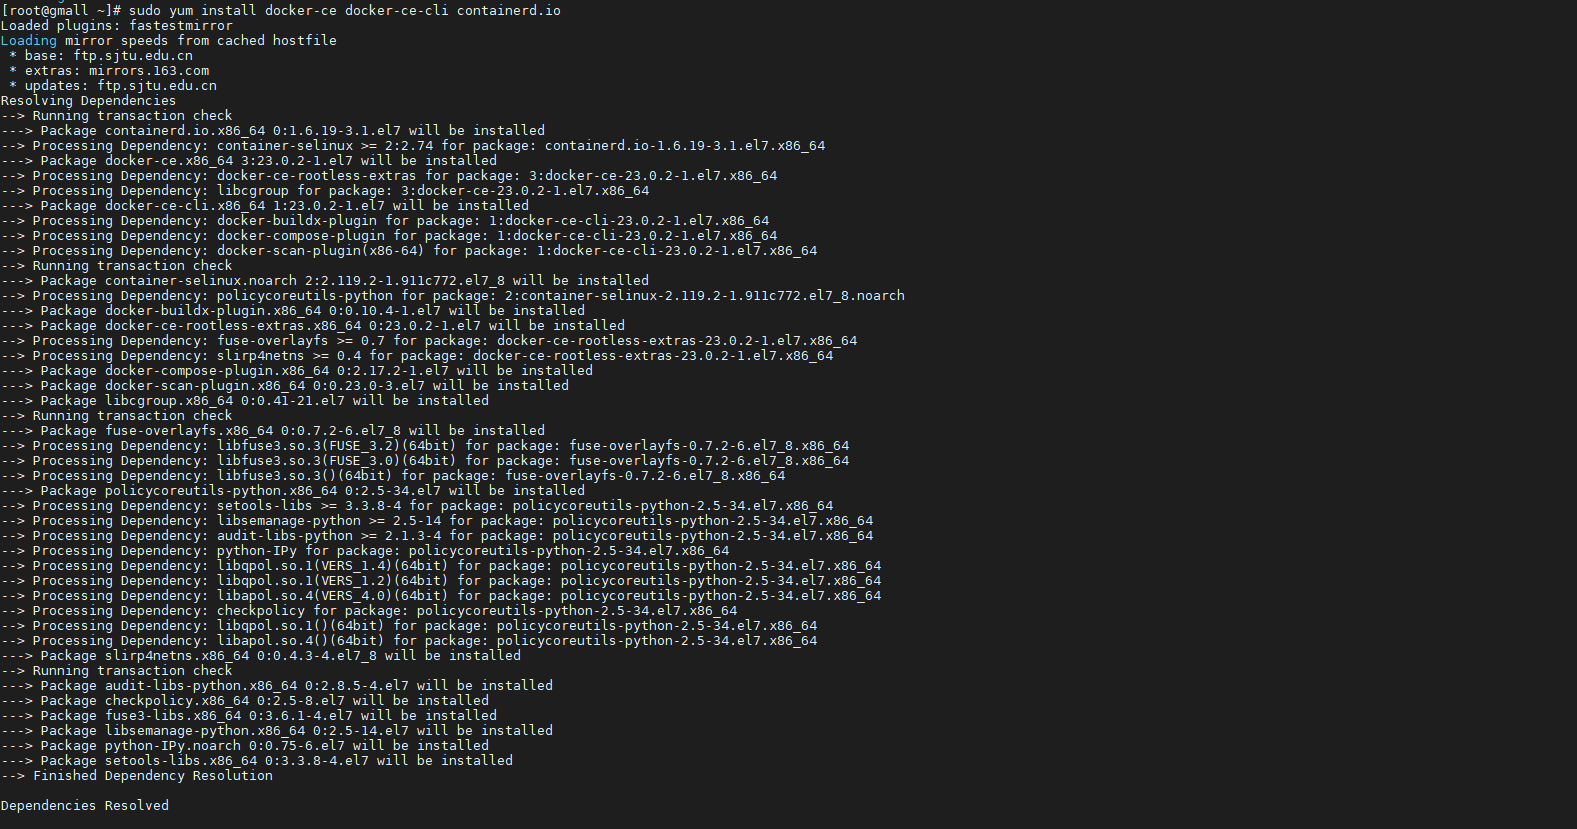 [root@gmall ~]# sudo yum install docker-ce docker-ce-cli containerd.io
Loaded plugins: fastestmirror
Loading mirror speeds from cached hostfile
 * base: ftp.sjtu.edu.cn
 * extras: mirrors.163.com
 * updates: ftp.sjtu.edu.cn
Resolving Dependencies
--> Running transaction check
---> Package containerd.io.x86_64 0:1.6.19-3.1.el7 will be installed
--> Processing Dependency: container-selinux >= 2:2.74 for package: containerd.io-1.6.19-3.1.el7.x86_64
---> Package docker-ce.x86_64 3:23.0.2-1.el7 will be installed
--> Processing Dependency: docker-ce-rootless-extras for package: 3:docker-ce-23.0.2-1.el7.x86_64
--> Processing Dependency: libcgroup for package: 3:docker-ce-23.0.2-1.el7.x86_64
---> Package docker-ce-cli.x86_64 1:23.0.2-1.el7 will be installed
--> Processing Dependency: docker-buildx-plugin for package: 1:docker-ce-cli-23.0.2-1.el7.x86_64
--> Processing Dependency: docker-compose-plugin for package: 1:docker-ce-cli-23.0.2-1.el7.x86_64
--> Processing Dependency: docker-scan-plugin(x86-64) for package: 1:docker-ce-cli-23.0.2-1.el7.x86_64
--> Running transaction check
---> Package container-selinux.noarch 2:2.119.2-1.911c772.el7_8 will be installed
--> Processing Dependency: policycoreutils-python for package: 2:container-selinux-2.119.2-1.911c772.el7_8.noarch
---> Package docker-buildx-plugin.x86_64 0:0.10.4-1.el7 will be installed
---> Package docker-ce-rootless-extras.x86_64 0:23.0.2-1.el7 will be installed
--> Processing Dependency: fuse-overlayfs >= 0.7 for package: docker-ce-rootless-extras-23.0.2-1.el7.x86_64
--> Processing Dependency: slirp4netns >= 0.4 for package: docker-ce-rootless-extras-23.0.2-1.el7.x86_64
---> Package docker-compose-plugin.x86_64 0:2.17.2-1.el7 will be installed
---> Package docker-scan-plugin.x86_64 0:0.23.0-3.el7 will be installed
---> Package libcgroup.x86_64 0:0.41-21.el7 will be installed
--> Running transaction check
---> Package fuse-overlayfs.x86_64 0:0.7.2-6.el7_8 will be installed
--> Processing Dependency: libfuse3.so.3(FUSE_3.2)(64bit) for package: fuse-overlayfs-0.7.2-6.el7_8.x86_64
--> Processing Dependency: libfuse3.so.3(FUSE_3.0)(64bit) for package: fuse-overlayfs-0.7.2-6.el7_8.x86_64
--> Processing Dependency: libfuse3.so.3()(64bit) for package: fuse-overlayfs-0.7.2-6.el7_8.x86_64
---> Package policycoreutils-python.x86_64 0:2.5-34.el7 will be installed
--> Processing Dependency: setools-libs >= 3.3.8-4 for package: policycoreutils-python-2.5-34.el7.x86_64
--> Processing Dependency: libsemanage-python >= 2.5-14 for package: policycoreutils-python-2.5-34.el7.x86_64
--> Processing Dependency: audit-libs-python >= 2.1.3-4 for package: policycoreutils-python-2.5-34.el7.x86_64
--> Processing Dependency: python-IPy for package: policycoreutils-python-2.5-34.el7.x86_64
--> Processing Dependency: libqpol.so.1(VERS_1.4)(64bit) for package: policycoreutils-python-2.5-34.el7.x86_64
--> Processing Dependency: libqpol.so.1(VERS_1.2)(64bit) for package: policycoreutils-python-2.5-34.el7.x86_64
--> Processing Dependency: libapol.so.4(VERS_4.0)(64bit) for package: policycoreutils-python-2.5-34.el7.x86_64
--> Processing Dependency: checkpolicy for package: policycoreutils-python-2.5-34.el7.x86_64
--> Processing Dependency: libqpol.so.1()(64bit) for package: policycoreutils-python-2.5-34.el7.x86_64
--> Processing Dependency: libapol.so.4()(64bit) for package: policycoreutils-python-2.5-34.el7.x86_64
---> Package slirp4netns.x86_64 0:0.4.3-4.el7_8 will be installed
--> Running transaction check
---> Package audit-libs-python.x86_64 0:2.8.5-4.el7 will be installed
---> Package checkpolicy.x86_64 0:2.5-8.el7 will be installed
---> Package fuse3-libs.x86_64 0:3.6.1-4.el7 will be installed
---> Package libsemanage-python.x86_64 0:2.5-14.el7 will be installed
---> Package python-IPy.noarch 0:0.75-6.el7 will be installed
---> Package setools-libs.x86_64 0:3.3.8-4.el7 will be installed
--> Finished Dependency Resolution

Dependencies Resolved